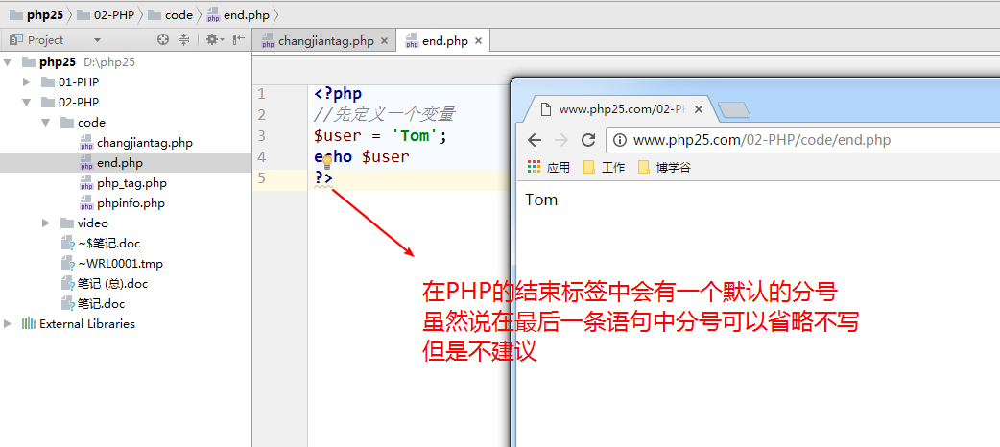 php25 02-PHP code end.php
Project
changjiantag.php
end.php
php25 D:\php25
01-PHP
02-PHP
code
changjiantag.php
end.php
php_tag.php
phpinfo.php
video
~$笔记.doc
~WRL0001.tmp
笔记 (总).doc
笔记.doc
External Libraries
1 <?php
2 //先定义一个变量
3 $user = 'Tom';
4 echo $user
5 ?>
www.php25.com/02-PH
www.php25.com/02-PHP/code/end.php
应用 工作 博学谷
Tom
在PHP的结束标签中会有一个默认的分号
虽然说在最后一条语句中分号可以省略不写
但是不建议